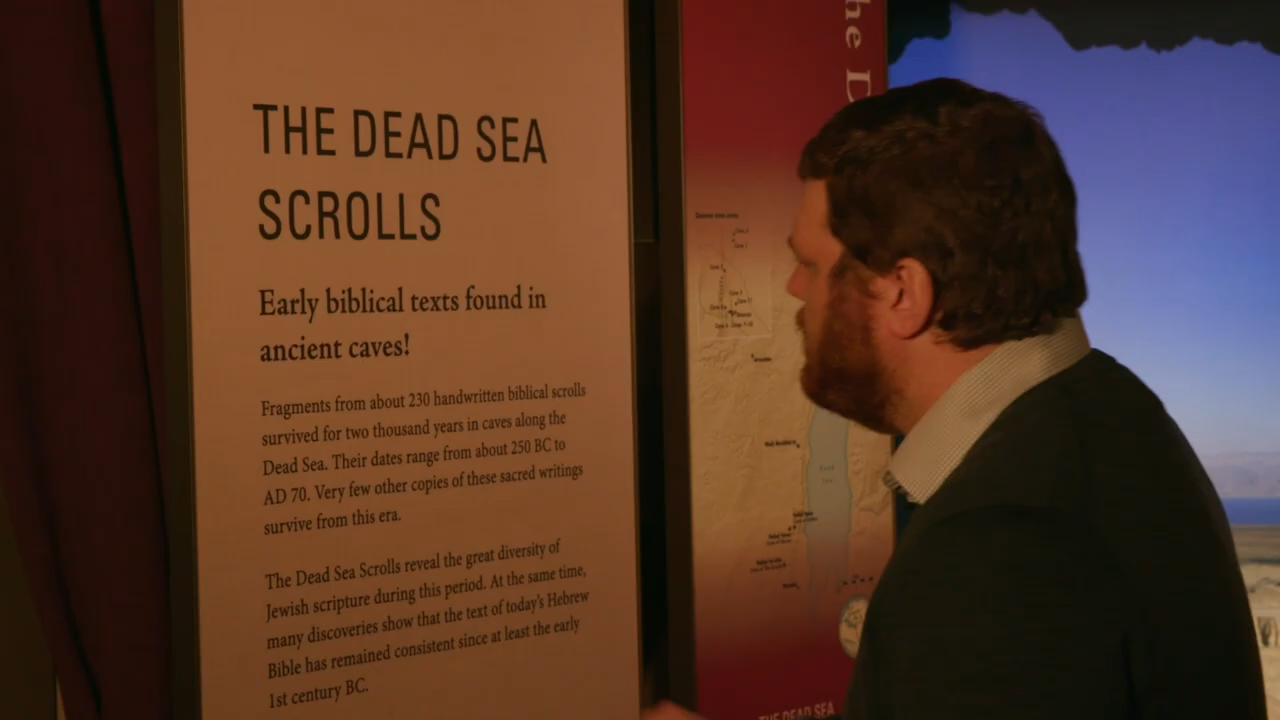 THE DEAD SEA
SCROLLS
Early biblical texts found in
ancient caves!
Fragments from about 230 handwritten biblical scrolls
survived for two thousand years in caves along the
Dead Sea. Their dates range from about 250 BC to
AD 70. Very few other copies of these sacred writings
survive from this era.
The Dead Sea Scrolls reveal the great diversity of
Jewish scripture during this period. At the same time,
many discoveries show that the text of today's Hebrew
Bible has remained consistent since at least the early
1st century BC.
he D
Dead
Sea
THE DEAD SEA